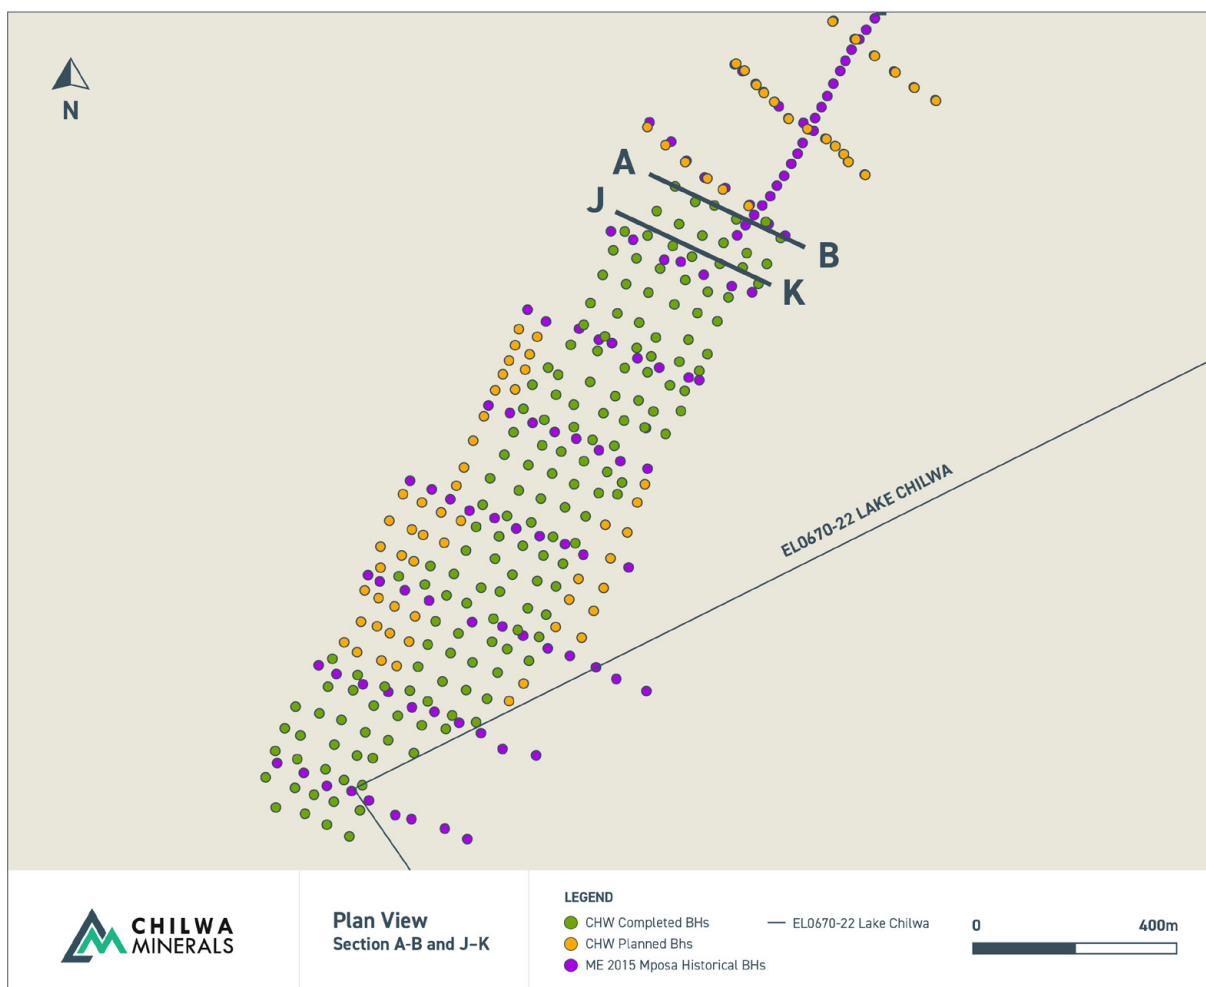 N
A
J
B
K
EL0670-22 LAKE CHILWA
CHILWA
MINERALS
Plan View
Section A-B and J-K
LEGEND
CHW Completed BHs
CHW Planned Bhs
ME 2015 Mposa Historical BHs
EL0670-22 Lake Chilwa
0 400m